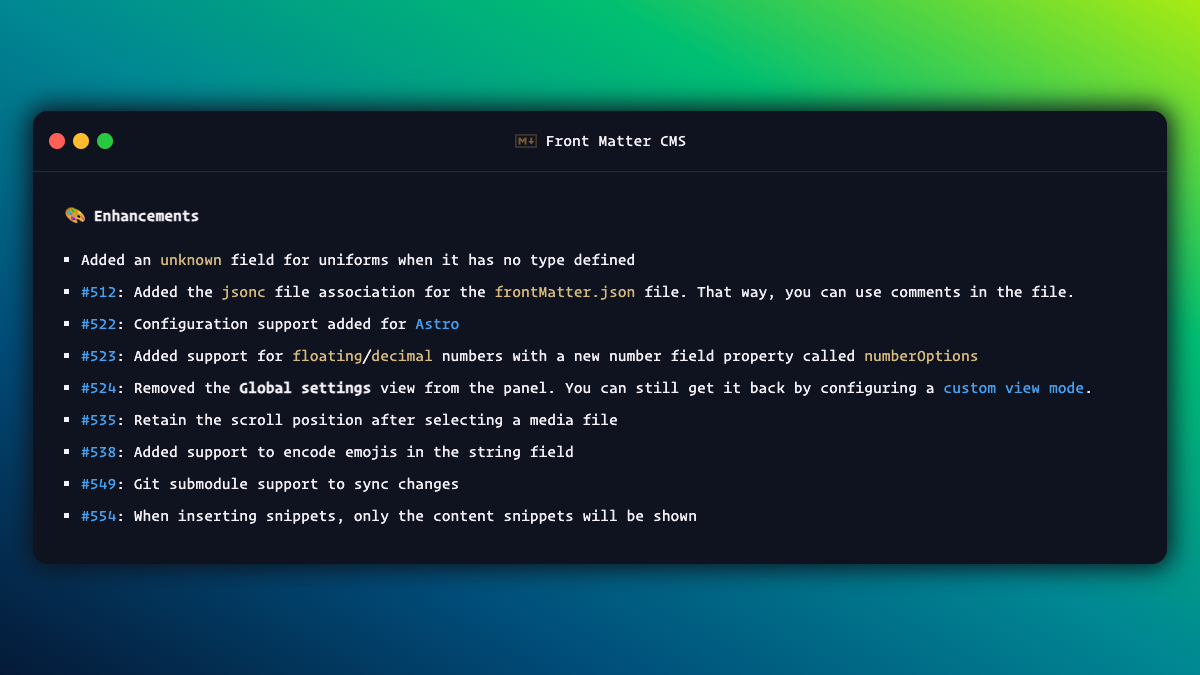 M↓ Front Matter CMS
🎨 Enhancements
▪ Added an unknown field for uniforms when it has no type defined
▪ #512: Added the jsonc file association for the frontMatter.json file. That way, you can use comments in the file.
▪ #522: Configuration support added for Astro
▪ #523: Added support for floating/decimal numbers with a new number field property called numberOptions
▪ #524: Removed the Global settings view from the panel. You can still get it back by configuring a custom view mode.
▪ #535: Retain the scroll position after selecting a media file
▪ #538: Added support to encode emojis in the string field
▪ #549: Git submodule support to sync changes
▪ #554: When inserting snippets, only the content snippets will be shown